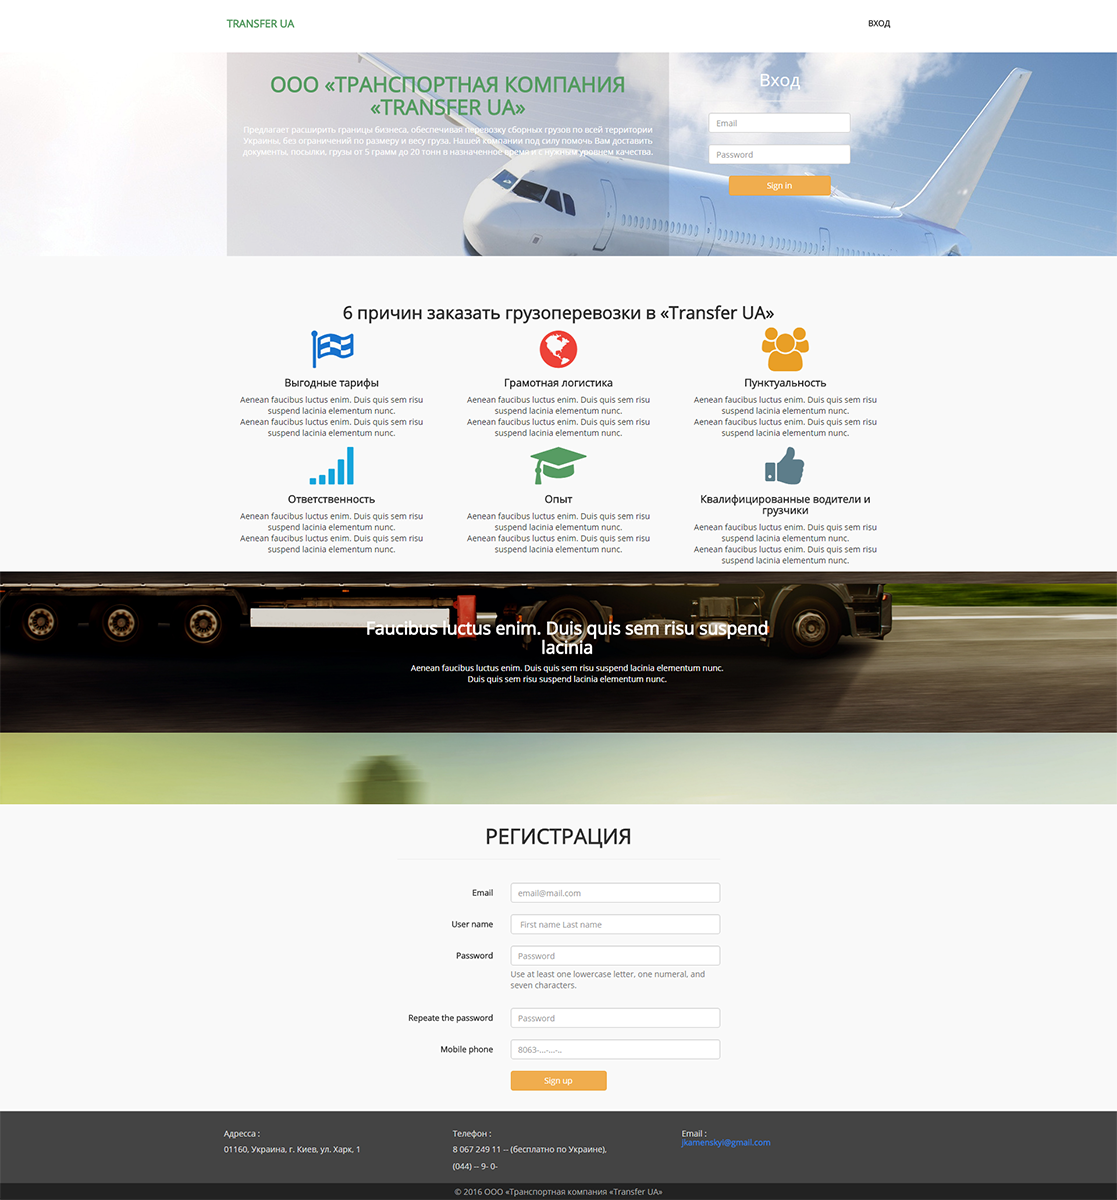 TRANSFER UA
ВХОД
ООО «ТРАНСПОРТНАЯ КОМПАНИЯ
«TRANSFER UA»
Предлагает расширить границы бизнеса, обеспечивая перевозку сборных грузов по всей территории
Украины, без ограничений по размеру и весу груза. Нашей компании под силу помочь Вам доставить
документы, посылки, грузы от 5 грамм до 20 тонн в назначенное время и с нужным уровнем качества.
Вход
Email
Password
Sign in
6 причин заказать грузоперевозки в «Transfer UA»
Выгодные тарифы
Aenean faucibus luctus enim. Duis quis sem risu
suspend lacinia elementum nunc.
Aenean faucibus luctus enim. Duis quis sem risu
suspend lacinia elementum nunc.
Грамотная логистика
Aenean faucibus luctus enim. Duis quis sem risu
suspend lacinia elementum nunc.
Aenean faucibus luctus enim. Duis quis sem risu
suspend lacinia elementum nunc.
Пунктуальность
Aenean faucibus luctus enim. Duis quis sem risu
suspend lacinia elementum nunc.
Aenean faucibus luctus enim. Duis quis sem risu
suspend lacinia elementum nunc.
Ответственность
Aenean faucibus luctus enim. Duis quis sem risu
suspend lacinia elementum nunc.
Aenean faucibus luctus enim. Duis quis sem risu
suspend lacinia elementum nunc.
Опыт
Aenean faucibus luctus enim. Duis quis sem risu
suspend lacinia elementum nunc.
Aenean faucibus luctus enim. Duis quis sem risu
suspend lacinia elementum nunc.
Квалифицированные водители и
грузчики
Aenean faucibus luctus enim. Duis quis sem risu
suspend lacinia elementum nunc.
Aenean faucibus luctus enim. Duis quis sem risu
suspend lacinia elementum nunc.
Faucibus luctus enim. Duis quis sem risu suspend
lacinia
Aenean faucibus luctus enim. Duis quis sem risu suspend lacinia elementum nunc.
Duis quis sem risu suspend lacinia elementum nunc.
РЕГИСТРАЦИЯ
Email
email@mail.com
User name
First name Last name
Password
Password
Use at least one lowercase letter, one numeral, and
seven characters.
Repeate the password
Password
Mobile phone
8063-...-...-..
Sign up
Адресса :
01160, Украина, г. Киев, ул. Харк, 1
Телефон :
8 067 249 11 -- (бесплатно по Украине),
(044) -- 9- 0-
Email :
jkamenskyi@gmail.com
© 2016 ООО «Транспортная компания «Transfer UA»